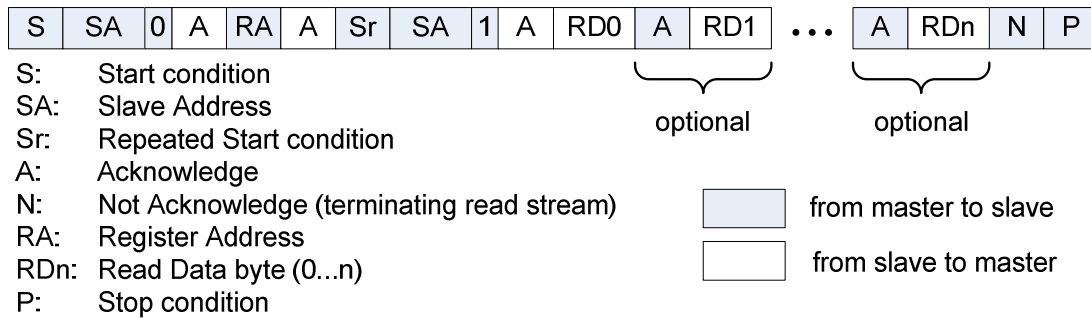 S SA 0 A RA A Sr SA 1 A RD0 A RD1 ... A RDn N P
S: Start condition
SA: Slave Address
Sr: Repeated Start condition
A: Acknowledge
N: Not Acknowledge (terminating read stream)
RA: Register Address
RDn: Read Data byte (0...n)
P: Stop condition
optional optional
from master to slave
from slave to master